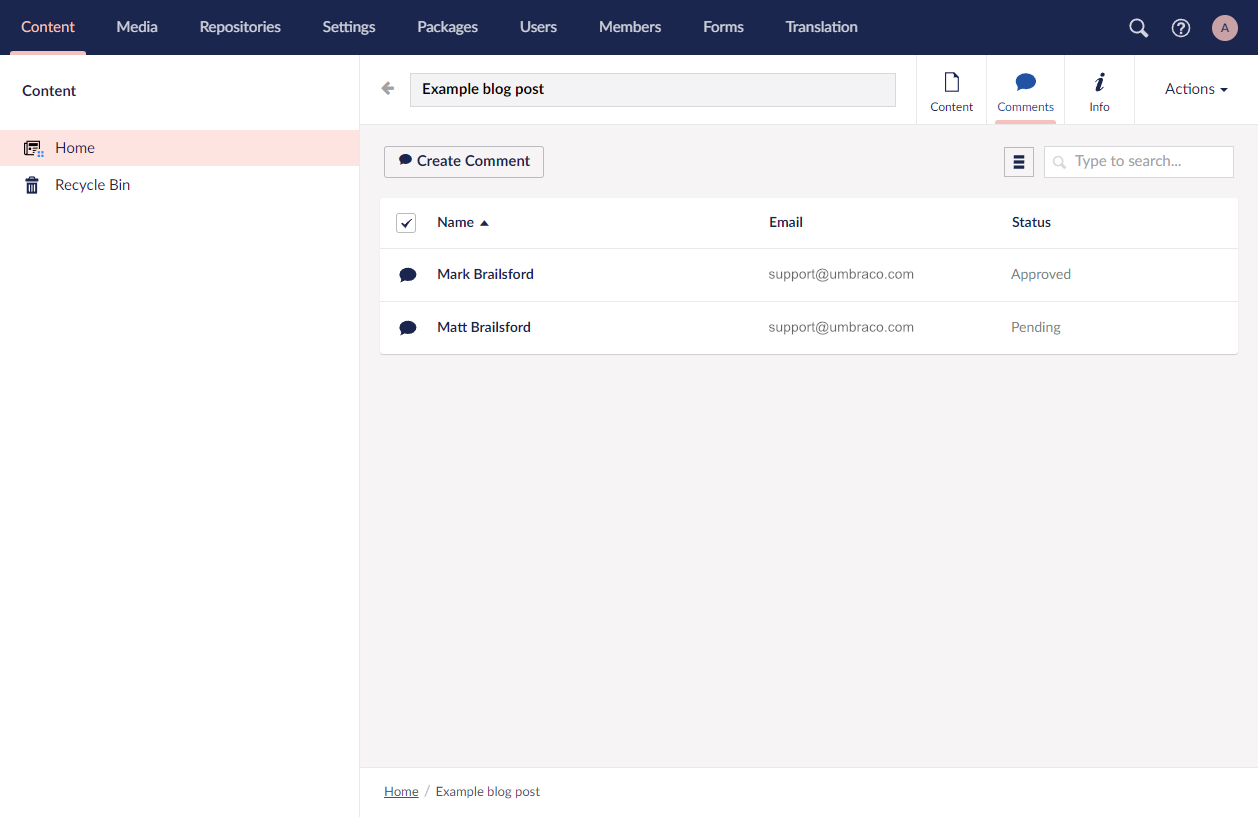 Content Media Repositories Settings Packages Users Members Forms Translation A
Content
Home
Recycle Bin
Example blog post
Content Comments Info Actions
Create Comment Type to search...
Name Email Status
Mark Brailsford support@umbraco.com Approved
Matt Brailsford support@umbraco.com Pending
Home / Example blog post